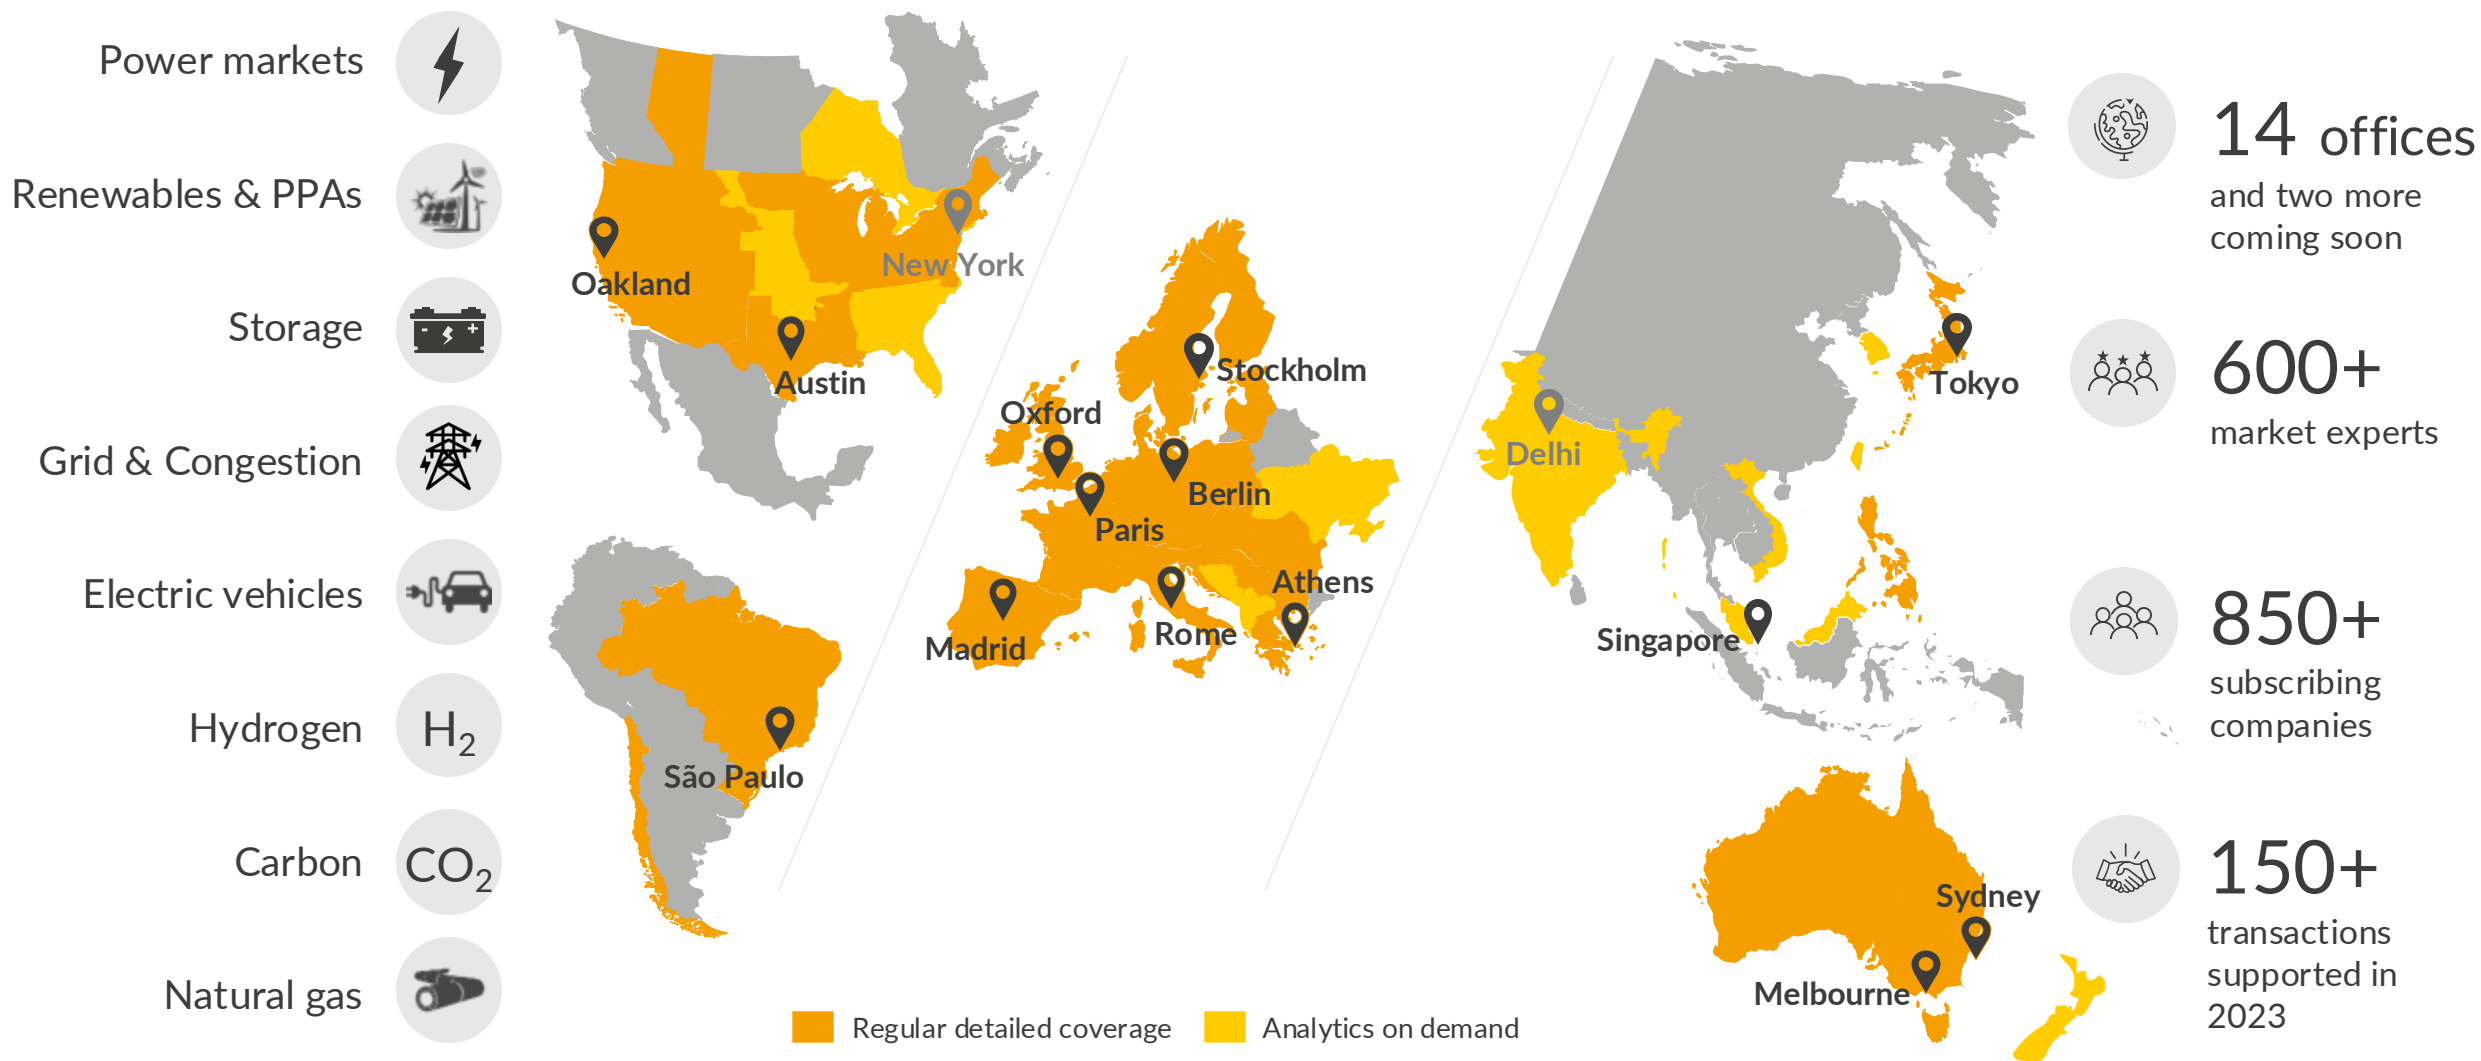 Power markets
Renewables & PPAs
Storage
Grid & Congestion
Electric vehicles
Hydrogen
H2
Carbon
CO2
Natural gas
Oakland
New York
Austin
São Paulo
Stockholm
Oxford
Berlin
Paris
Athens
Madrid
Rome
Tokyo
Delhi
Singapore
Sydney
Melbourne
Regular detailed coverage
Analytics on demand
14 offices
and two more
coming soon
600+
market experts
850+
subscribing
companies
150+
transactions
supported in
2023